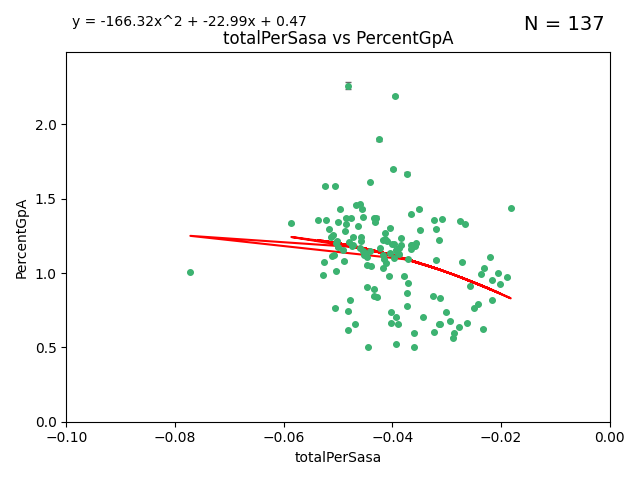 y = -166.32x^2 + -22.99x + 0.47
N = 137
totalPerSasa vs PercentGpA
PercentGpA
2.0
1.5
1.0
0.5
0.0
−0.10 −0.08 −0.06 −0.04 −0.02 0.00
totalPerSasa